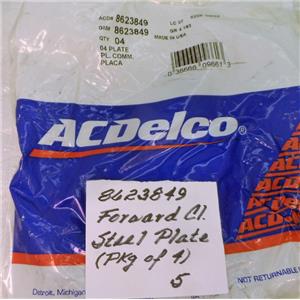 ACD# 8623849
GM# 8623849
QTY 04
04 PLATE
PL. COMM.
PLACA
MADE IN USA
ACDelco
8623849
Forward Cl.
Steel Plate
(Pkg of 4)
5
ACDe
Detroit, Michigan
NOT RETURNABLE